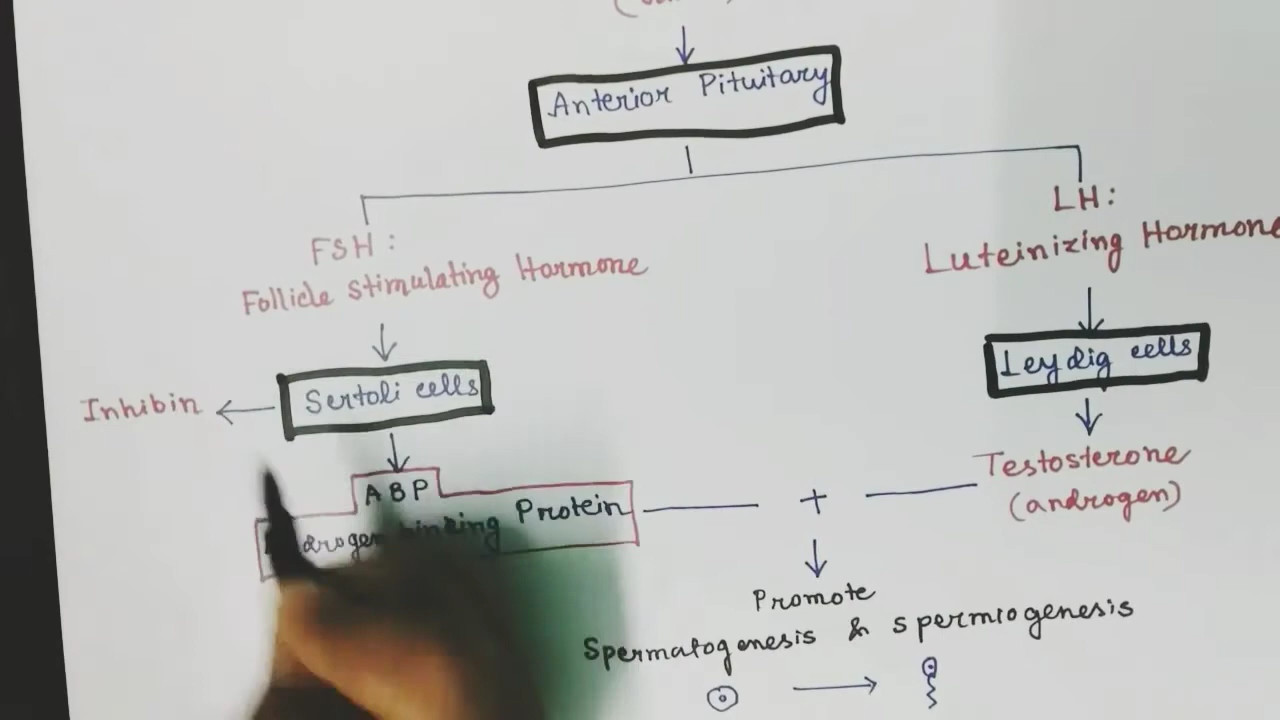 Anterior Pituitary
FSH :
Follicle Stimulating Hormone
LH :
Luteinizing Hormone
Sertoli cells
Inhibin
Leydig cells
ABP
Protein
Testosterone
(androgen)
+
Promote
Spermatogenesis & spermiogenesis